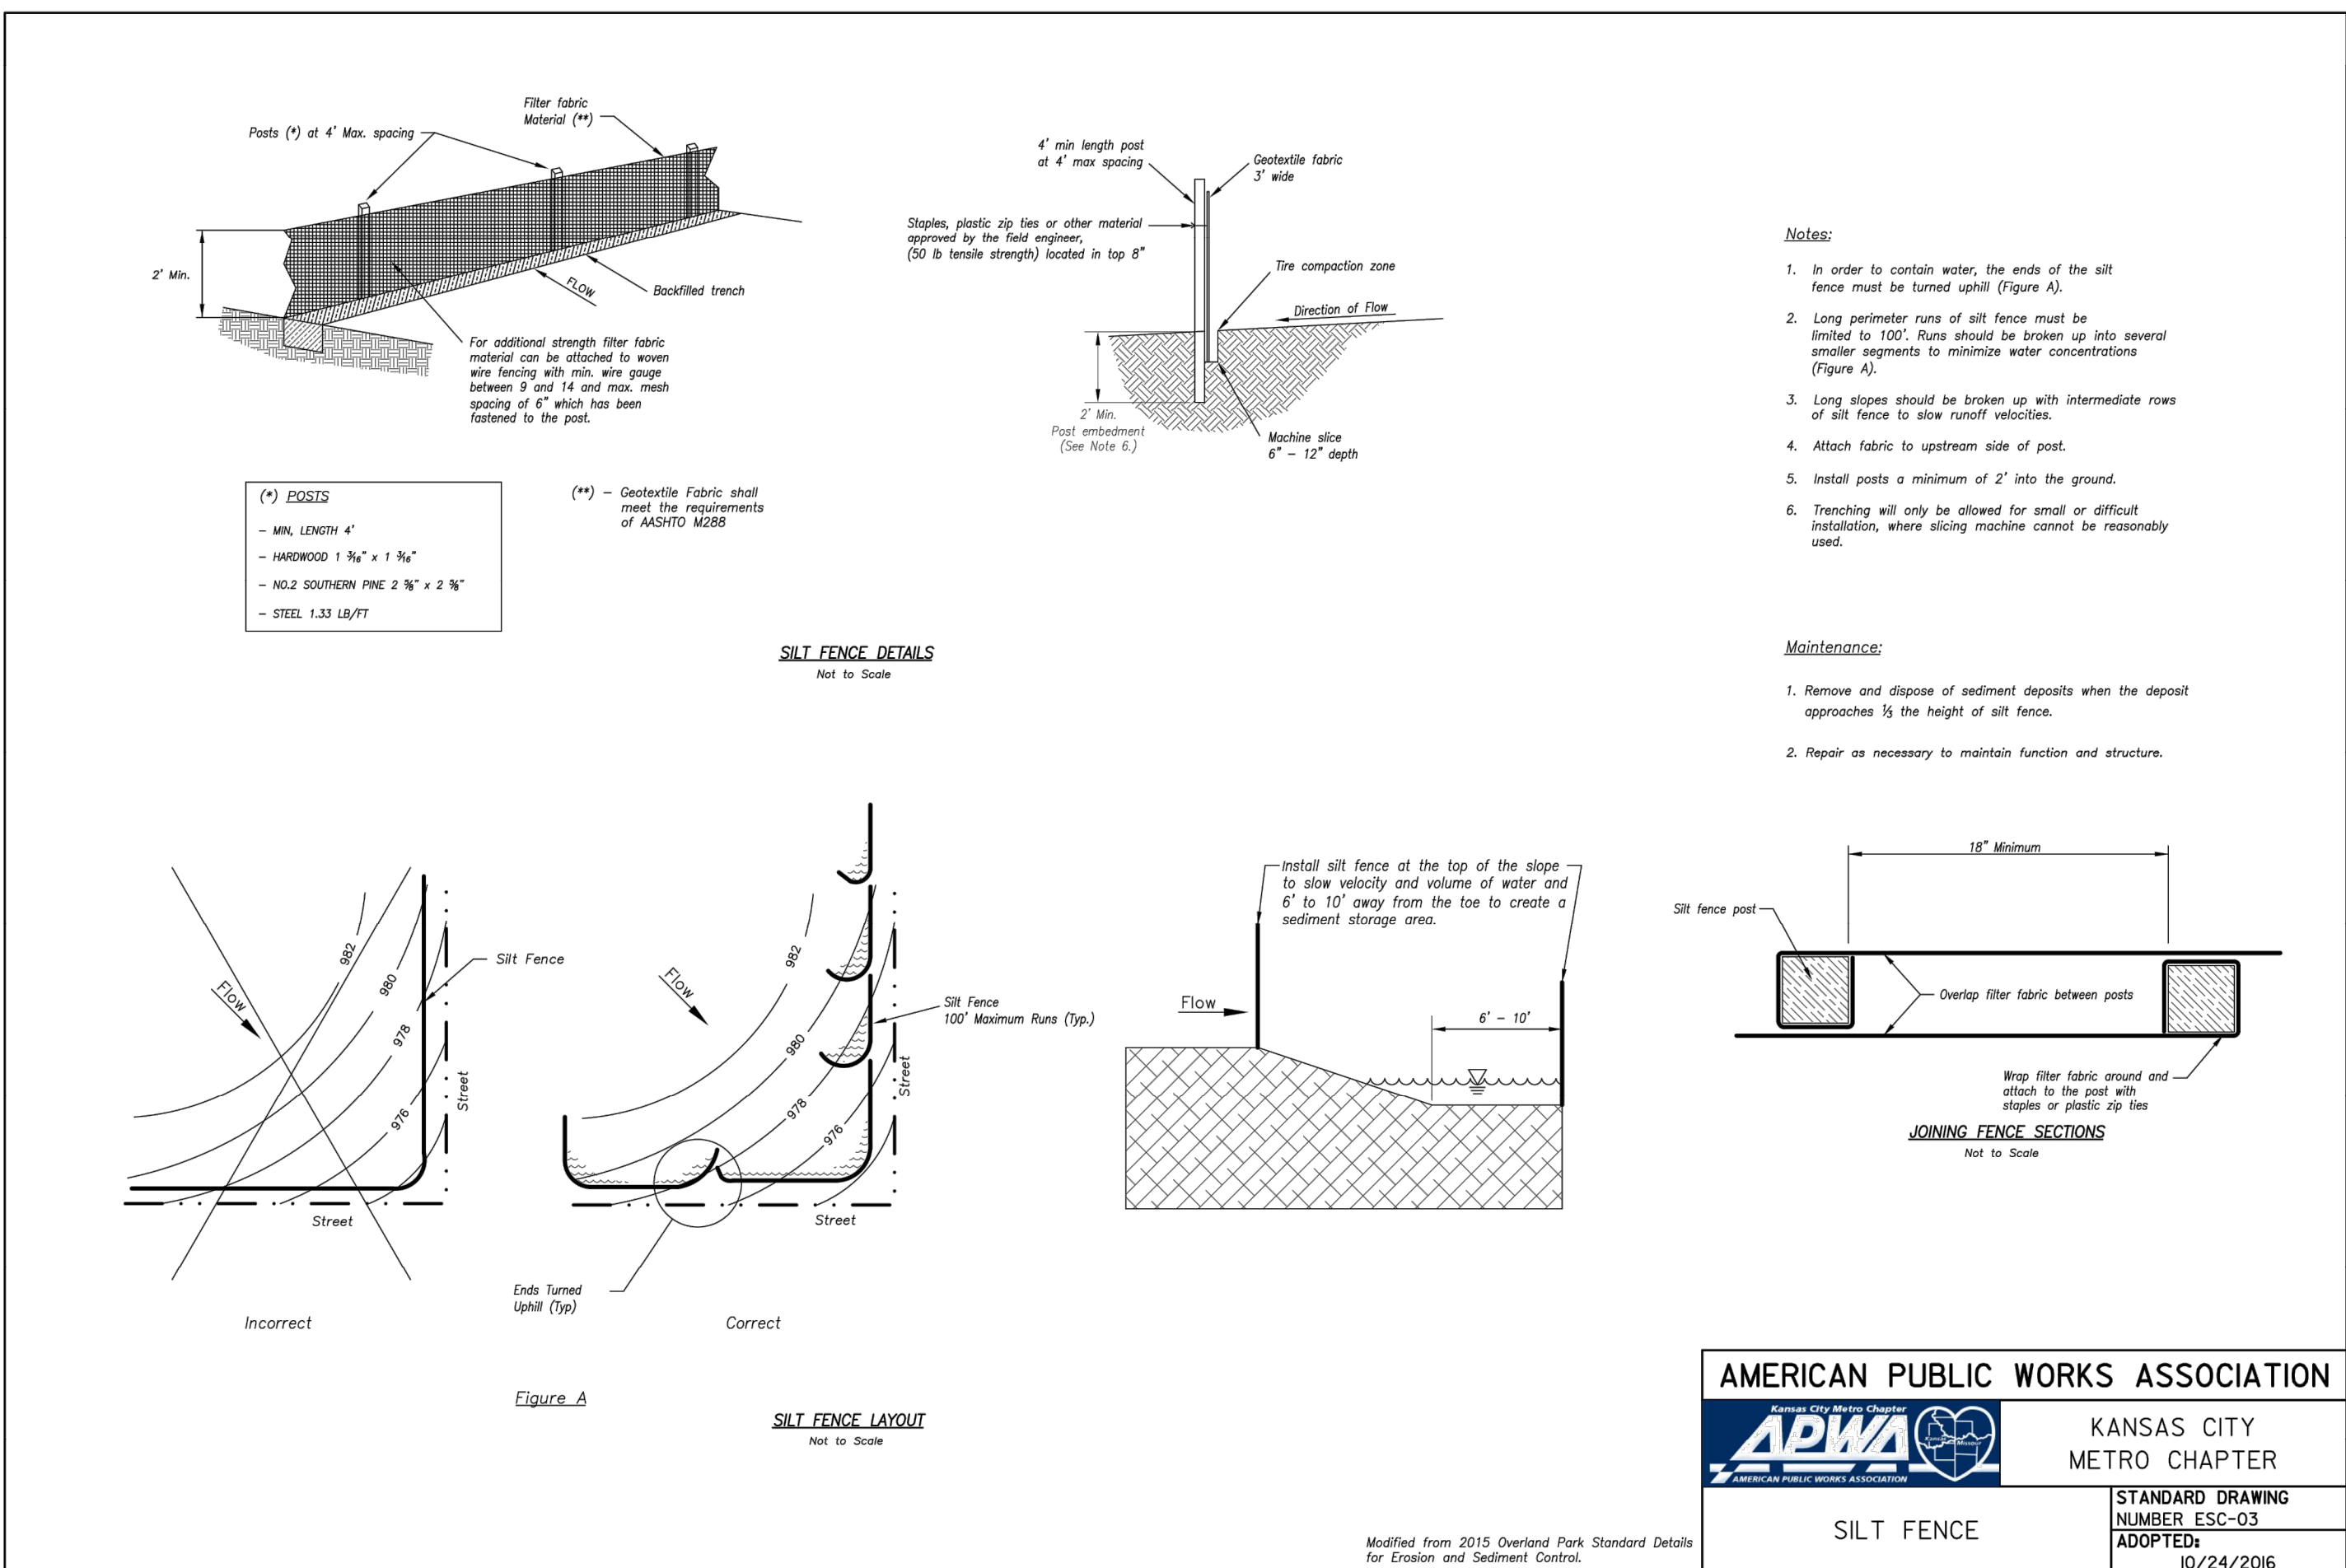 Filter fabric
Material (**)
Posts (*) at 4' Max. spacing
2' Min.
FLOW
Backfilled trench
For additional strength filter fabric
material can be attached to woven
wire fencing with min. wire gauge
between 9 and 14 and max. mesh
spacing of 6" which has been
fastened to the post.
4' min length post
at 4' max spacing
Geotextile fabric
3' wide
Staples, plastic zip ties or other material
approved by the field engineer,
(50 lb tensile strength) located in top 8"
Tire compaction zone
Direction of Flow
2' Min.
Post embedment
(See Note 6.)
Machine slice
6" – 12" depth
(*) POSTS
– MIN, LENGTH 4'
– HARDWOOD 1 3/16" x 1 3/16"
– NO.2 SOUTHERN PINE 2 5/8" x 2 5/8"
– STEEL 1.33 LB/FT
(**) – Geotextile Fabric shall
meet the requirements
of AASHTO M288
SILT FENCE DETAILS
Not to Scale
Notes:
1. In order to contain water, the ends of the silt
fence must be turned uphill (Figure A).
2. Long perimeter runs of silt fence must be
limited to 100'. Runs should be broken up into several
smaller segments to minimize water concentrations
(Figure A).
3. Long slopes should be broken up with intermediate rows
of silt fence to slow runoff velocities.
4. Attach fabric to upstream side of post.
5. Install posts a minimum of 2' into the ground.
6. Trenching will only be allowed for small or difficult
installation, where slicing machine cannot be reasonably
used.
Maintenance:
1. Remove and dispose of sediment deposits when the deposit
approaches 1/3 the height of silt fence.
2. Repair as necessary to maintain function and structure.
982
980
978
976
Flow
Silt Fence
Street
Street
Incorrect
982
980
978
976
Flow
Silt Fence
100' Maximum Runs (Typ.)
Street
Street
Ends Turned
Uphill (Typ)
Correct
Figure A
SILT FENCE LAYOUT
Not to Scale
Install silt fence at the top of the slope
to slow velocity and volume of water and
6' to 10' away from the toe to create a
sediment storage area.
Flow
6' – 10'
18" Minimum
Silt fence post
Overlap filter fabric between posts
Wrap filter fabric around and
attach to the post with
staples or plastic zip ties
JOINING FENCE SECTIONS
Not to Scale
Modified from 2015 Overland Park Standard Details
for Erosion and Sediment Control.
AMERICAN PUBLIC WORKS ASSOCIATION
Kansas City Metro Chapter
APWA
Kansas Missouri
AMERICAN PUBLIC WORKS ASSOCIATION
KANSAS CITY
METRO CHAPTER
SILT FENCE
STANDARD DRAWING
NUMBER ESC-03
ADOPTED:
10/24/2016